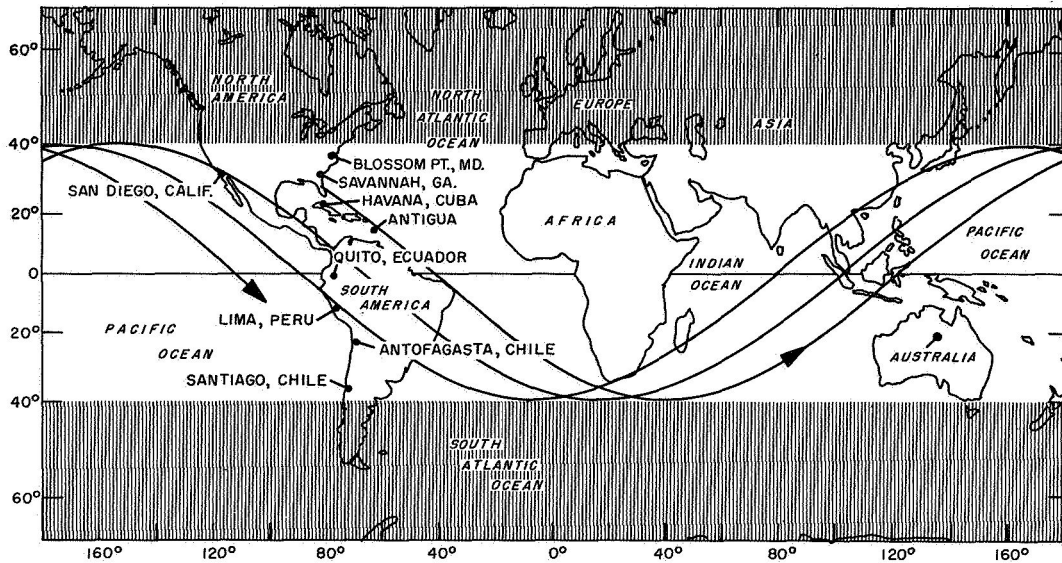 60°
NORTH
AMERICA
NORTH
ATLANTIC
OCEAN
EUROPE
ASIA
40°
BLOSSOM PT., MD.
SAN DIEGO, CALIF.
SAVANNAH, GA.
HAVANA, CUBA
20°
ANTIGUA
AFRICA
PACIFIC
OCEAN
QUITO, ECUADOR
INDIAN
OCEAN
0
SOUTH
AMERICA
LIMA, PERU
PACIFIC
OCEAN
20°
ANTOFAGASTA, CHILE
AUSTRALIA
SANTIAGO, CHILE
40°
SOUTH
ATLANTIC
OCEAN
60°
160° 120° 80° 40° 0° 40° 80° 120° 160°